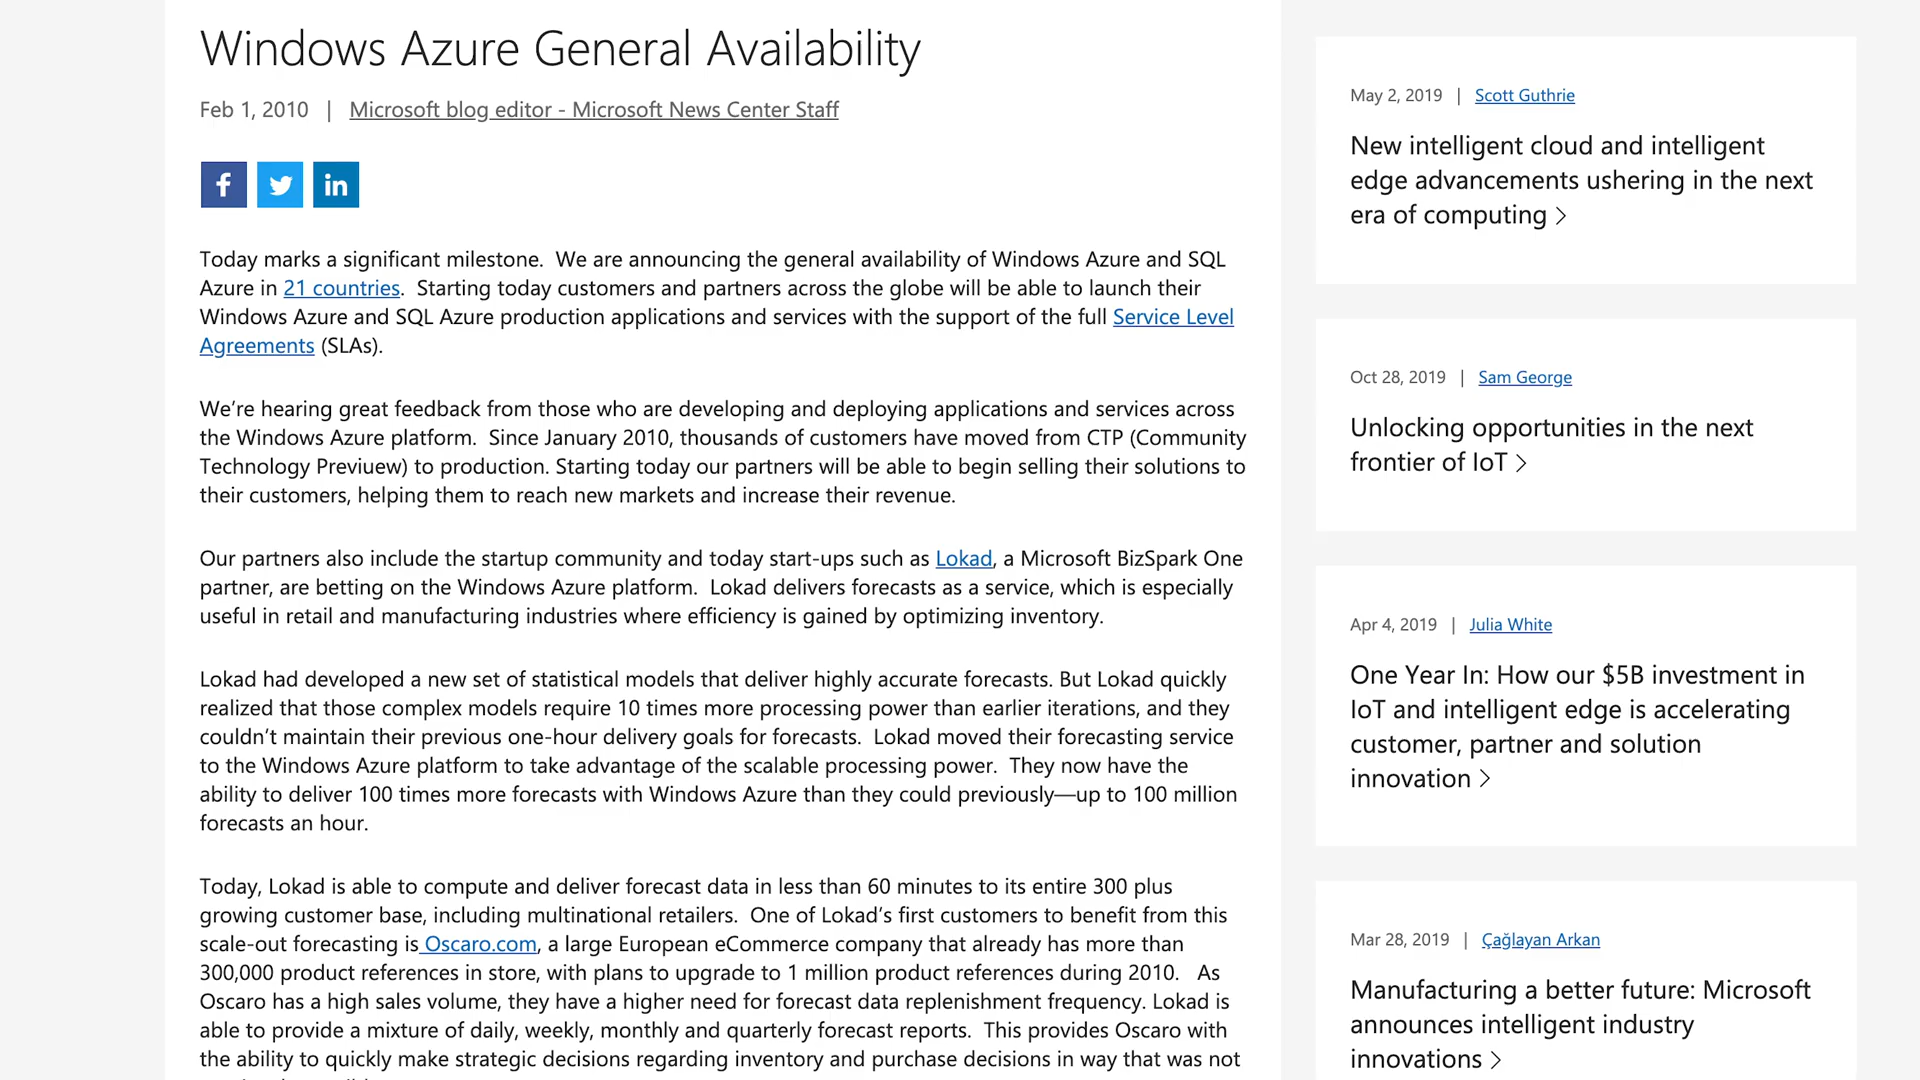 Windows Azure General Availability
Feb 1, 2010 | Microsoft blog editor - Microsoft News Center Staff
Today marks a significant milestone. We are announcing the general availability of Windows Azure and SQL
Azure in 21 countries. Starting today customers and partners across the globe will be able to launch their
Windows Azure and SQL Azure production applications and services with the support of the full Service Level
Agreements (SLAs).
We’re hearing great feedback from those who are developing and deploying applications and services across
the Windows Azure platform. Since January 2010, thousands of customers have moved from CTP (Community
Technology Previuew) to production. Starting today our partners will be able to begin selling their solutions to
their customers, helping them to reach new markets and increase their revenue.
Our partners also include the startup community and today start-ups such as Lokad, a Microsoft BizSpark One
partner, are betting on the Windows Azure platform. Lokad delivers forecasts as a service, which is especially
useful in retail and manufacturing industries where efficiency is gained by optimizing inventory.
Lokad had developed a new set of statistical models that deliver highly accurate forecasts. But Lokad quickly
realized that those complex models require 10 times more processing power than earlier iterations, and they
couldn’t maintain their previous one-hour delivery goals for forecasts. Lokad moved their forecasting service
to the Windows Azure platform to take advantage of the scalable processing power. They now have the
ability to deliver 100 times more forecasts with Windows Azure than they could previously—up to 100 million
forecasts an hour.
Today, Lokad is able to compute and deliver forecast data in less than 60 minutes to its entire 300 plus
growing customer base, including multinational retailers. One of Lokad’s first customers to benefit from this
scale-out forecasting is Oscaro.com, a large European eCommerce company that already has more than
300,000 product references in store, with plans to upgrade to 1 million product references during 2010. As
Oscaro has a high sales volume, they have a higher need for forecast data replenishment frequency. Lokad is
able to provide a mixture of daily, weekly, monthly and quarterly forecast reports. This provides Oscaro with
the ability to quickly make strategic decisions regarding inventory and purchase decisions in way that was not
May 2, 2019 | Scott Guthrie
New intelligent cloud and intelligent
edge advancements ushering in the next
era of computing >
Oct 28, 2019 | Sam George
Unlocking opportunities in the next
frontier of IoT >
Apr 4, 2019 | Julia White
One Year In: How our $5B investment in
IoT and intelligent edge is accelerating
customer, partner and solution
innovation >
Mar 28, 2019 | Çağlayan Arkan
Manufacturing a better future: Microsoft
announces intelligent industry
innovations >